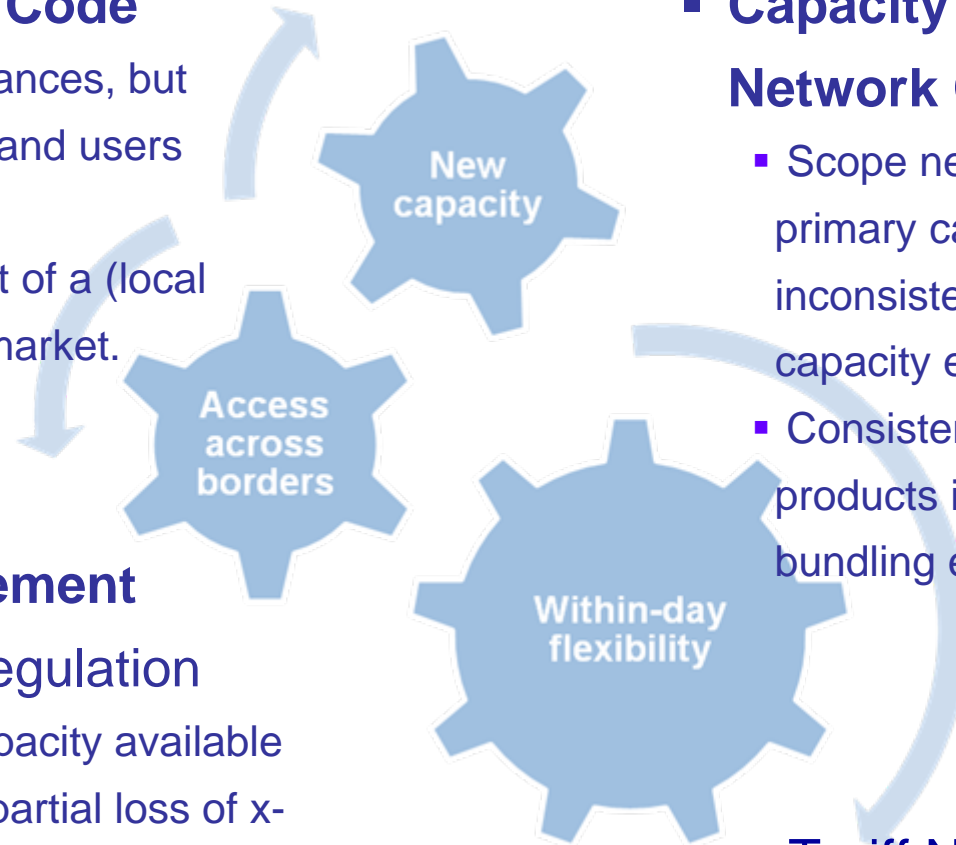 Code
ances, but
and users
t of a (local
market.
New
capacity
Access
across
borders
Within-day
flexibility
Capacity
Network
Scope ne
primary ca
inconsiste
capacity e
Consister
products i
bundling e
ement
egulation
pacity available
partial loss of x-